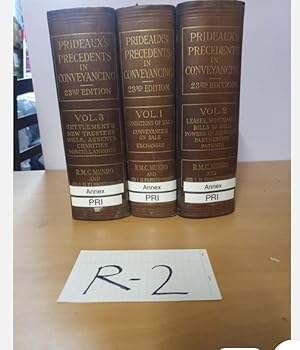 PRIDEAUX'S
PRECEDENTS
IN
CONVEYANCING
23RD EDITION
VOL. 3
SETTLEMENTS
NEW TRUSTEES
WILLS, ASSENTS
CHARITIES
MISCELLANEOUS
R.M.C. MUNRO
AND
Annex
PRI
PRIDEAUX'S
PRECEDENTS
IN
CONVEYANCING
23RD EDITION
VOL. 1
CONDITIONS OF SALE
CONVEYANCES
ON SALE
EXCHANGES
R.M.C. MUNRO
AND
Annex
PRI
PRIDEAUX'S
PRECEDENTS
IN
CONVEYANCING
23RD EDITION
VOL. 2
LEASES, MORTGAGES
BILLS OF SALE
POWERS OF ATTORNEY
PARTNERSHIP
PATENTS
R.M.C. MUNRO
AND
Annex
PRI
R-2